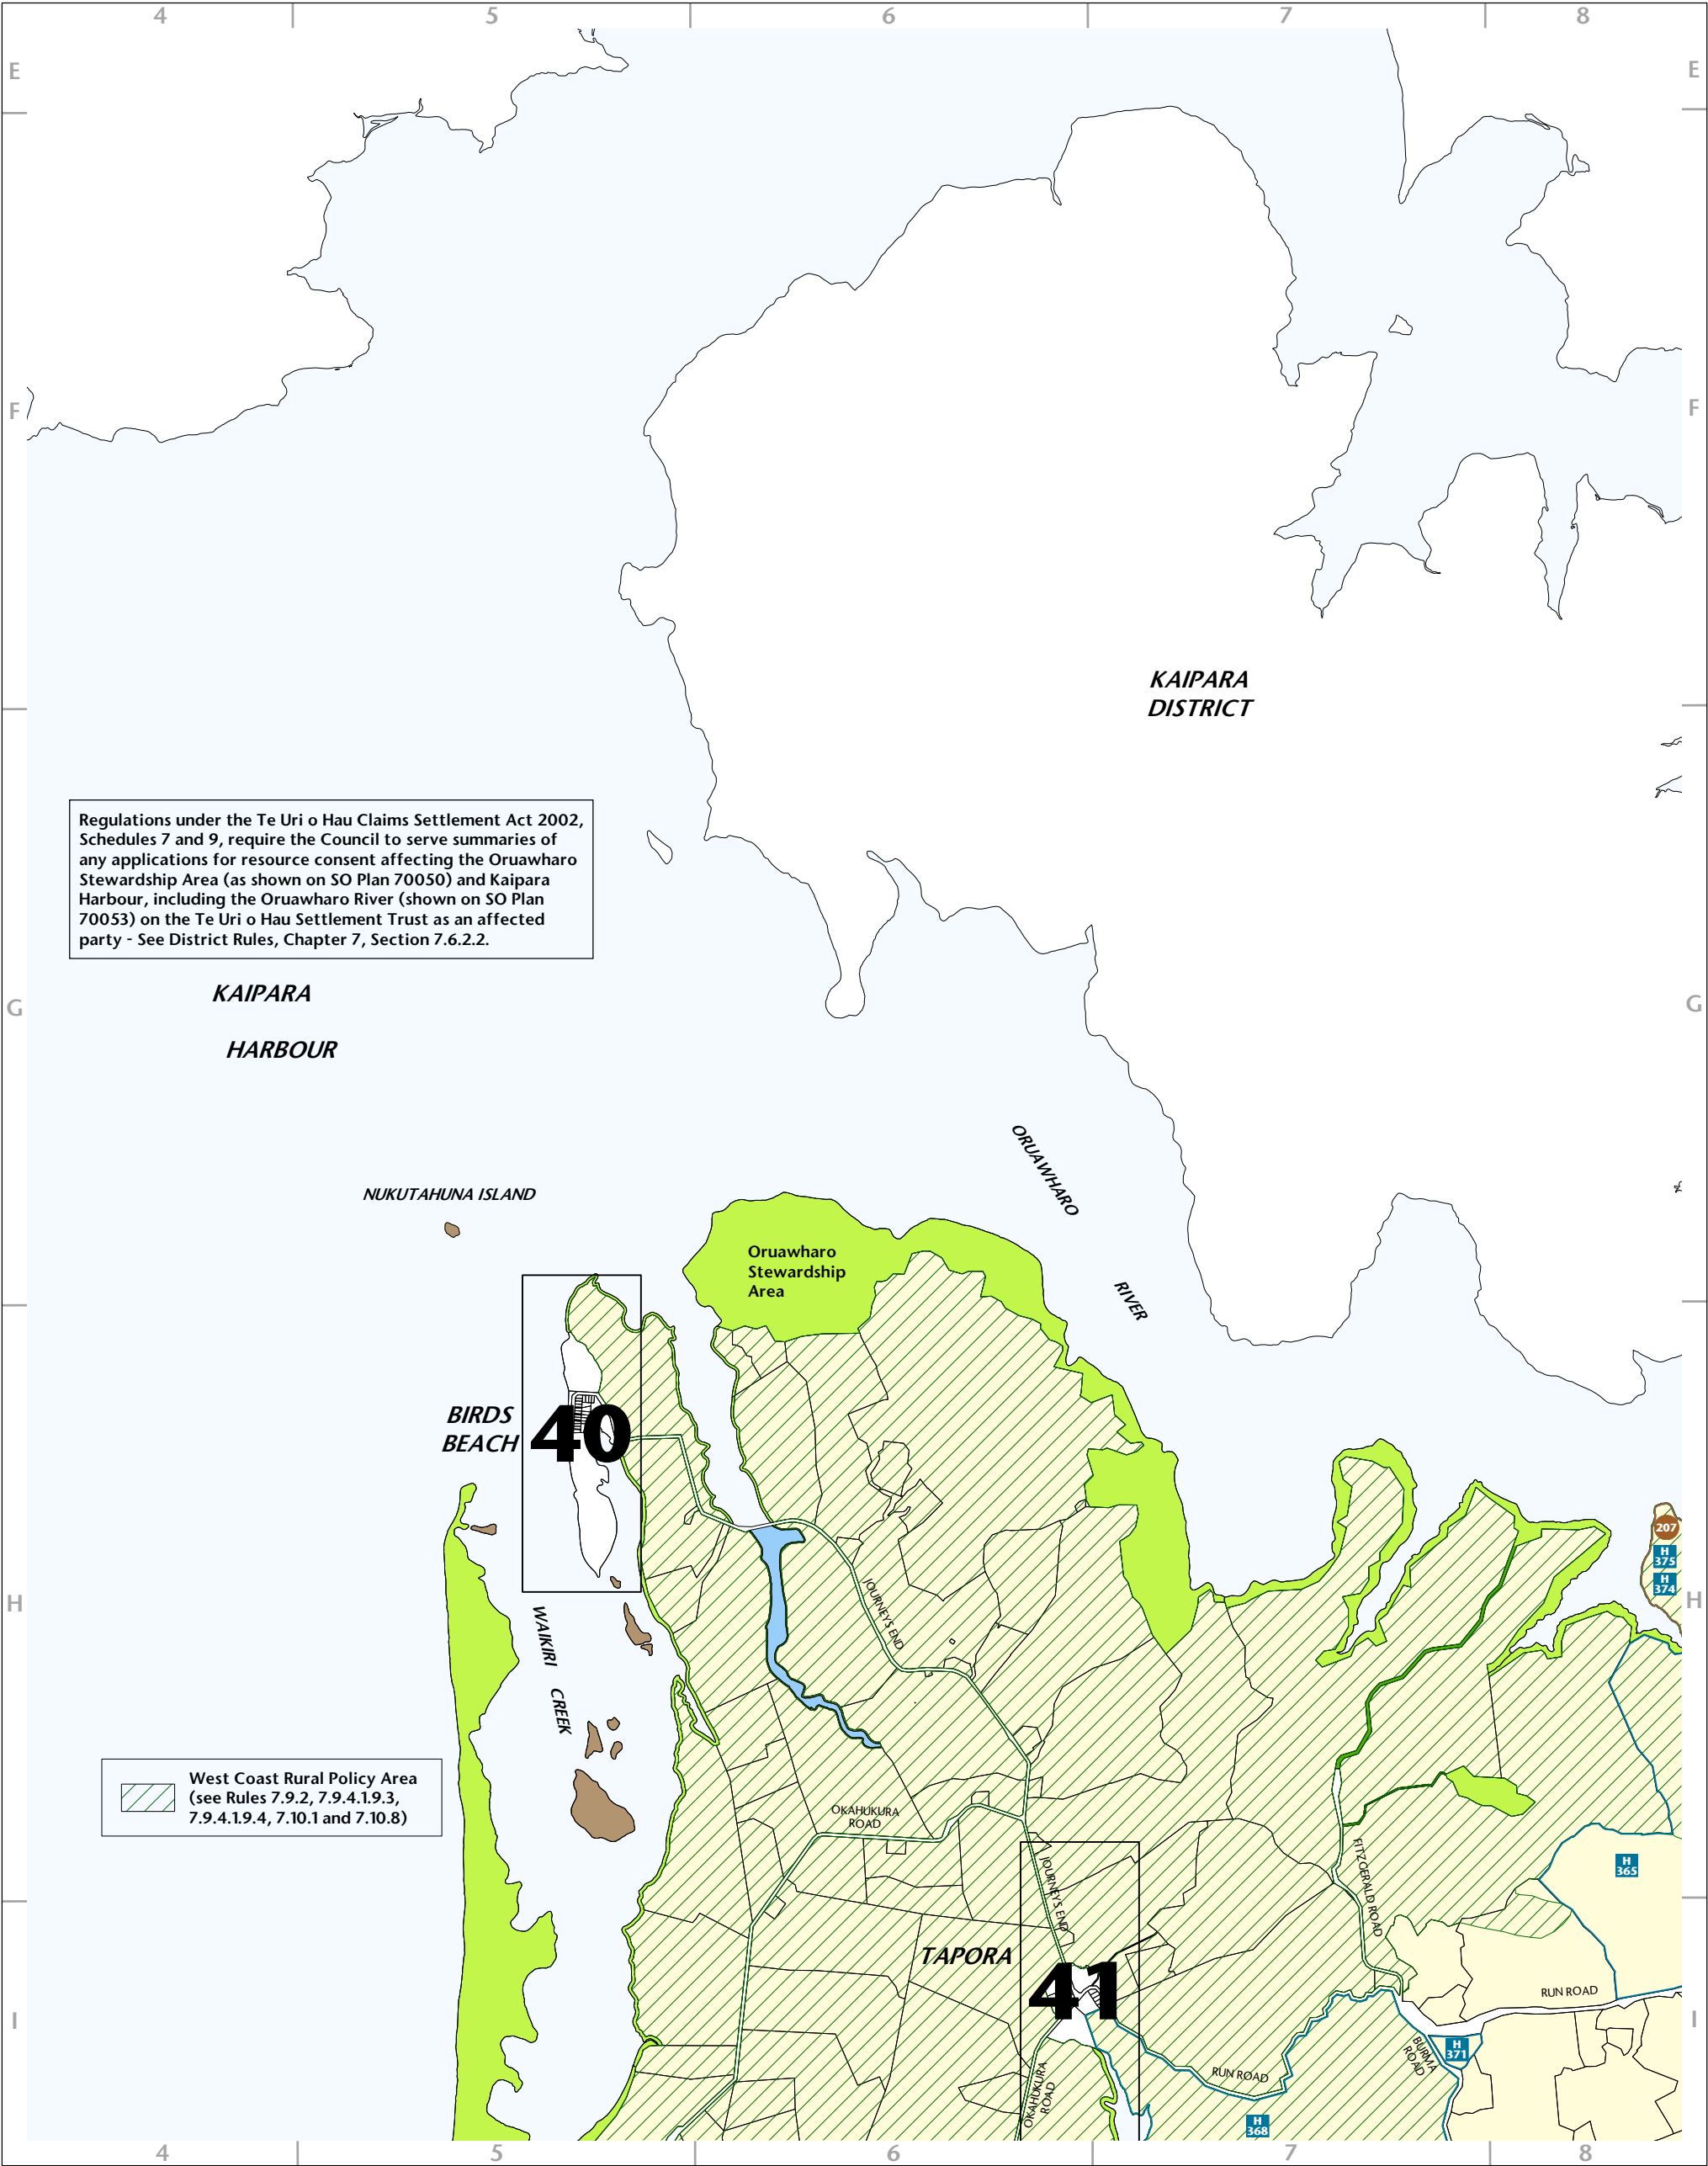 4 5 6 7 8
E E
F F
KAIPARA
DISTRICT
Regulations under the Te Uri o Hau Claims Settlement Act 2002,
Schedules 7 and 9, require the Council to serve summaries of
any applications for resource consent affecting the Oruawharo
Stewardship Area (as shown on SO Plan 70050) and Kaipara
Harbour, including the Oruawharo River (shown on SO Plan
70053) on the Te Uri o Hau Settlement Trust as an affected
party - See District Rules, Chapter 7, Section 7.6.2.2.
KAIPARA
G G
HARBOUR
ORUAWHARO
RIVER
NUKUTAHUNA ISLAND
Oruawharo
Stewardship
Area
BIRDS
BEACH
40
207
H
375
H
374
H H
JOURNEY'S END
WAIKIRI
CREEK
West Coast Rural Policy Area
(see Rules 7.9.2, 7.9.4.1.9.3,
7.9.4.1.9.4, 7.10.1 and 7.10.8)
OKAHUKURA
ROAD
JOURNEY'S END
FITZGERALD ROAD
H
365
TAPORA
41
RUN ROAD
I I
BURMA
ROAD
H
371
RUN ROAD
OKAHUKURA
ROAD
H
368
4 5 6 7 8